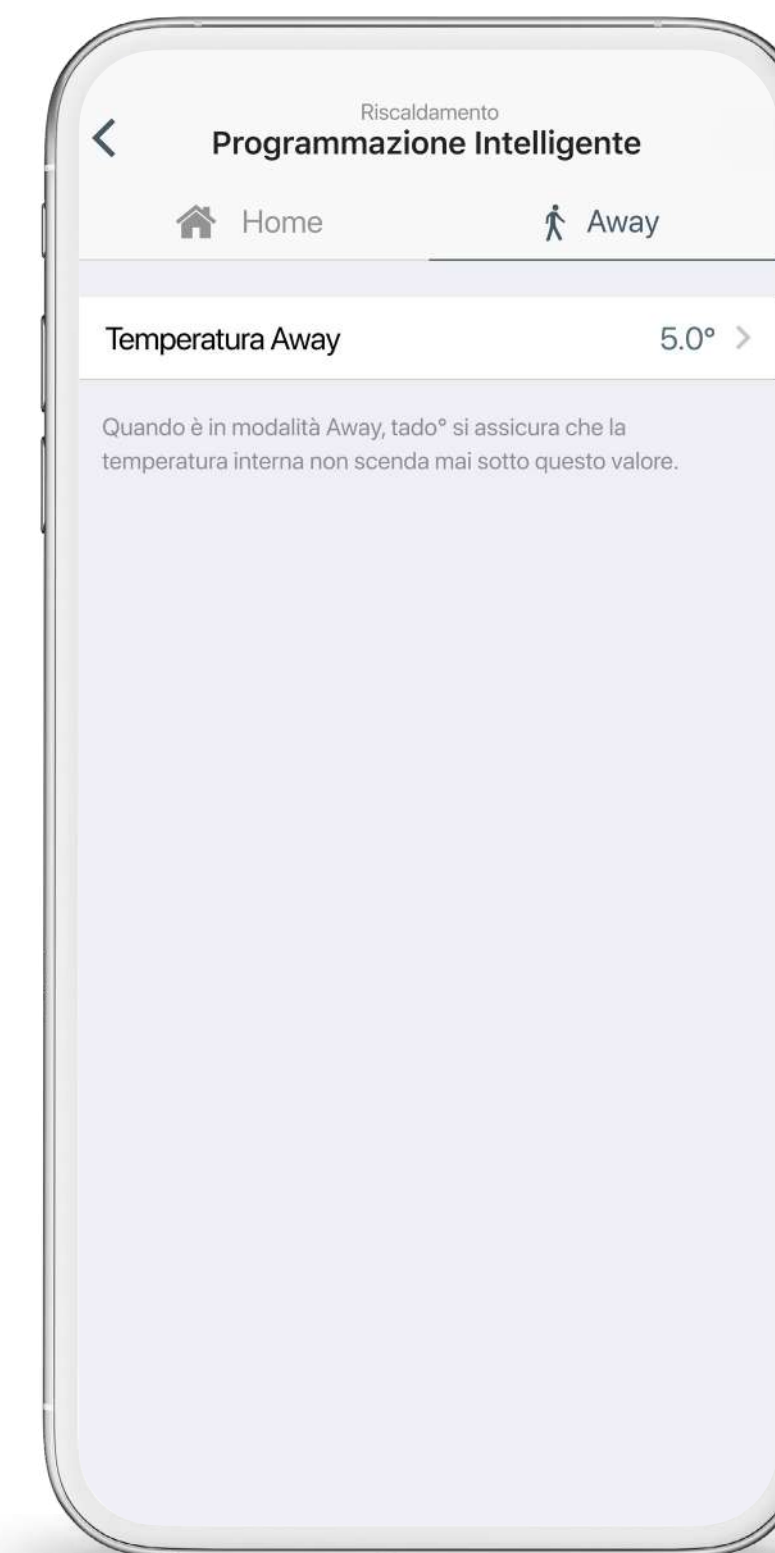 Riscaldamento
Programmazione Intelligente
Home
Away
Temperatura Away
5.0°
Quando è in modalità Away, tado° si assicura che la
temperatura interna non scenda mai sotto questo valore.